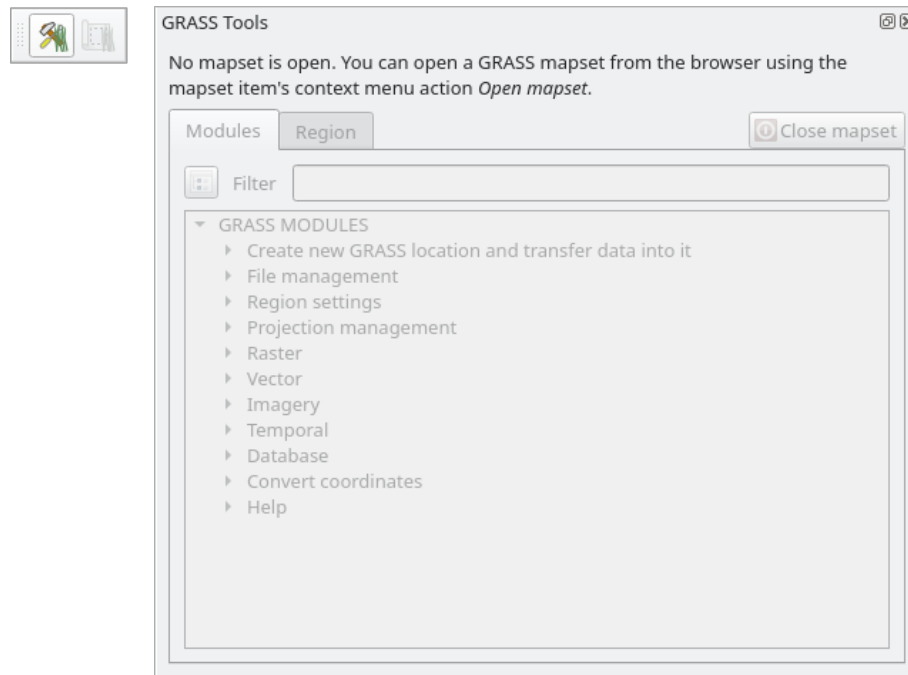 GRASS Tools
No mapset is open. You can open a GRASS mapset from the browser using the
mapset item's context menu action Open mapset.
Modules
Region
Close mapset
Filter
GRASS MODULES
Create new GRASS location and transfer data into it
File management
Region settings
Projection management
Raster
Vector
Imagery
Temporal
Database
Convert coordinates
Help